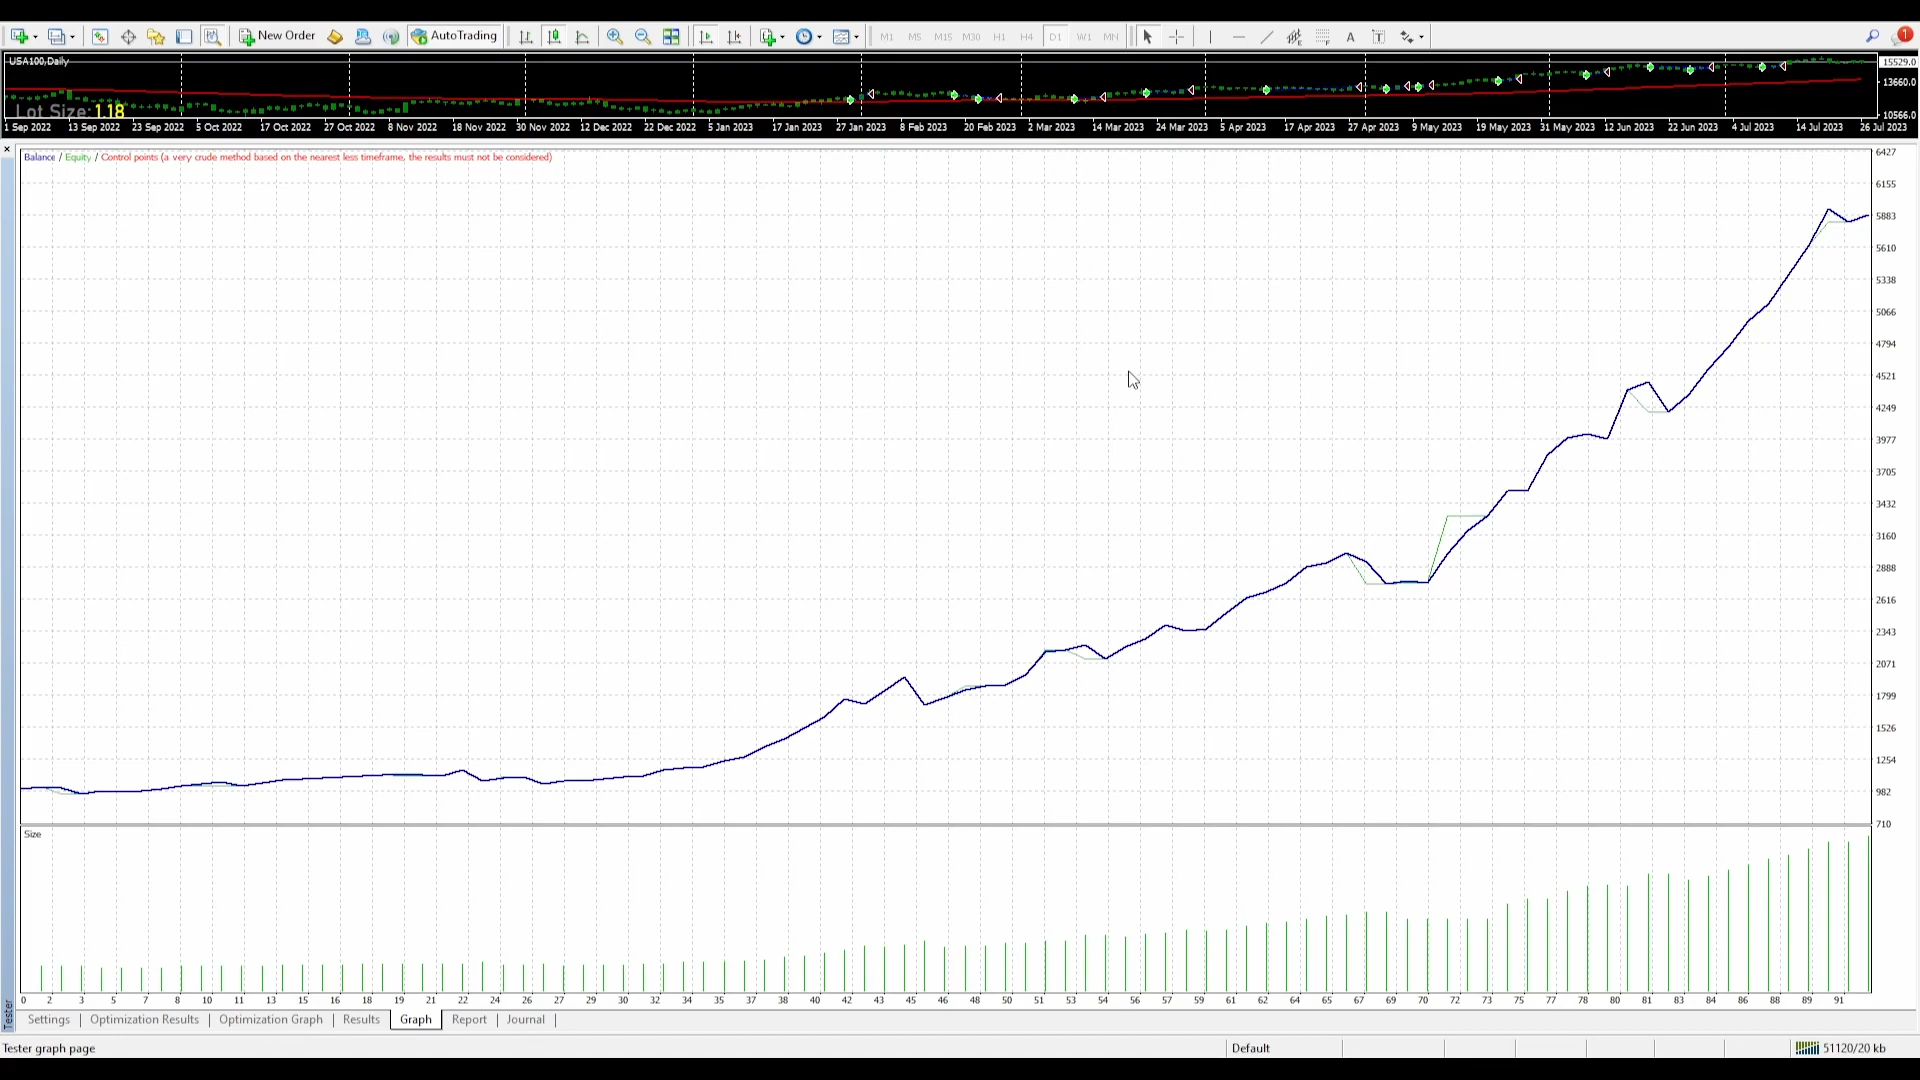 New Order AutoTrading M1 M5 M15 M30 H1 H4 D1 W1 MN A T 1
USA100,Daily
15529.0
13660.0
10566.0
Lot Size: 1.18
1 Sep 2022 13 Sep 2022 23 Sep 2022 5 Oct 2022 17 Oct 2022 27 Oct 2022 8 Nov 2022 18 Nov 2022 30 Nov 2022 12 Dec 2022 22 Dec 2022 5 Jan 2023 17 Jan 2023 27 Jan 2023 8 Feb 2023 20 Feb 2023 2 Mar 2023 14 Mar 2023 24 Mar 2023 5 Apr 2023 17 Apr 2023 27 Apr 2023 9 May 2023 19 May 2023 31 May 2023 12 Jun 2023 22 Jun 2023 4 Jul 2023 14 Jul 2023 26 Jul 2023
Balance / Equity / Control points (a very crude method based on the nearest less timeframe, the results must not be considered)
6427
6155
5883
5610
5338
5066
4794
4521
4249
3977
3705
3432
3160
2888
2616
2343
2071
1799
1526
1254
982
710
Size
0 2 3 5 7 8 10 11 13 15 16 18 19 21 22 24 26 27 29 30 32 34 35 37 38 40 42 43 45 46 48 50 51 53 54 56 57 59 61 62 64 65 67 69 70 72 73 75 77 78 80 81 83 84 86 88 89 91
Tester
Settings | Optimization Results | Optimization Graph | Results | Graph | Report | Journal |
Tester graph page Default 51120/20 kb